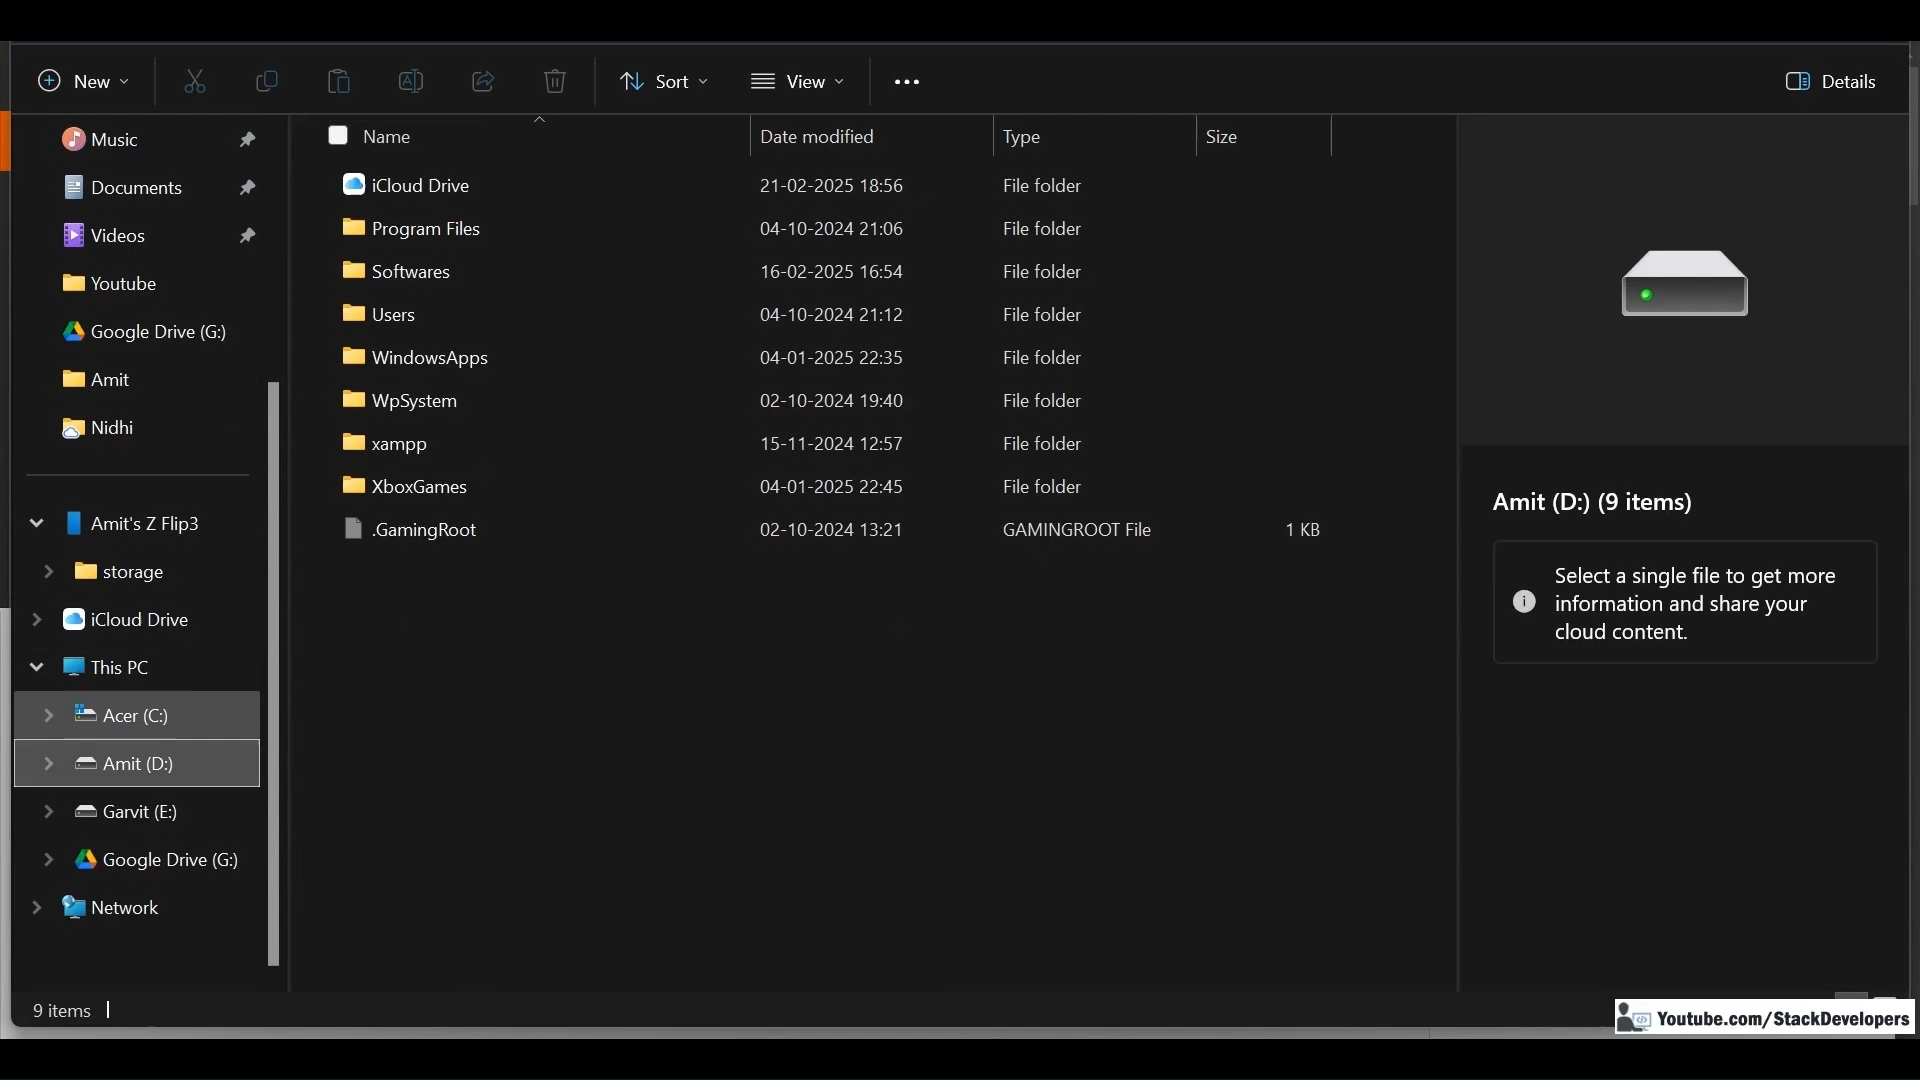 New
Sort
View
Details
Music
Documents
Videos
Youtube
Google Drive (G:)
Amit
Nidhi
Amit's Z Flip3
storage
iCloud Drive
This PC
Acer (C:)
Amit (D:)
Garvit (E:)
Google Drive (G:)
Network
Name Date modified Type Size
iCloud Drive 21-02-2025 18:56 File folder
Program Files 04-10-2024 21:06 File folder
Softwares 16-02-2025 16:54 File folder
Users 04-10-2024 21:12 File folder
WindowsApps 04-01-2025 22:35 File folder
WpSystem 02-10-2024 19:40 File folder
xampp 15-11-2024 12:57 File folder
XboxGames 04-01-2025 22:45 File folder
.GamingRoot 02-10-2024 13:21 GAMINGROOT File 1 KB
Amit (D:) (9 items)
Select a single file to get more
information and share your
cloud content.
9 items
Youtube.com/StackDevelopers